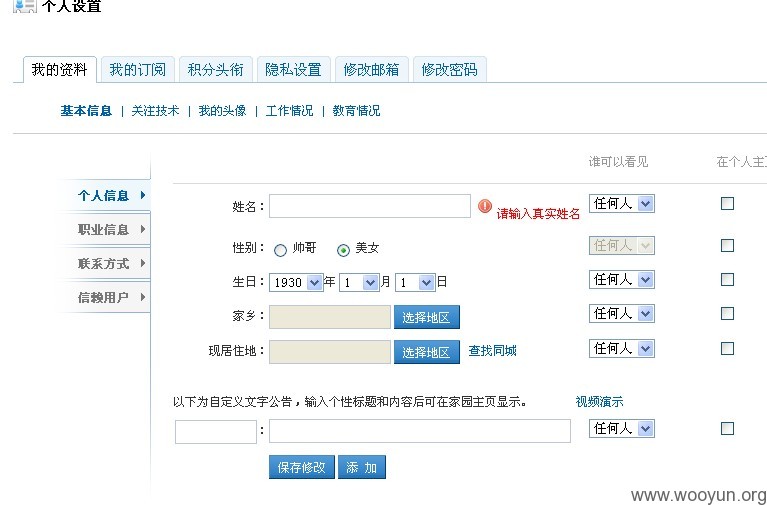 个人设置
我的资料 我的订阅 积分头衔 隐私设置 修改邮箱 修改密码
基本信息 | 关注技术 | 我的头像 | 工作情况 | 教育情况
谁可以看见 在个人主页
个人信息
职业信息
联系方式
信赖用户
姓名： 请输入真实姓名 任何人
性别： 帅哥 美女 任何人
生日： 1930 年 1 月 1 日 任何人
家乡： 选择地区 任何人
现居住地： 选择地区 查找同城 任何人
以下为自定义文字公告，输入个性标题和内容后可在家园主页显示。 视频演示
： 任何人
保存修改 添 加
www.wooyun.org